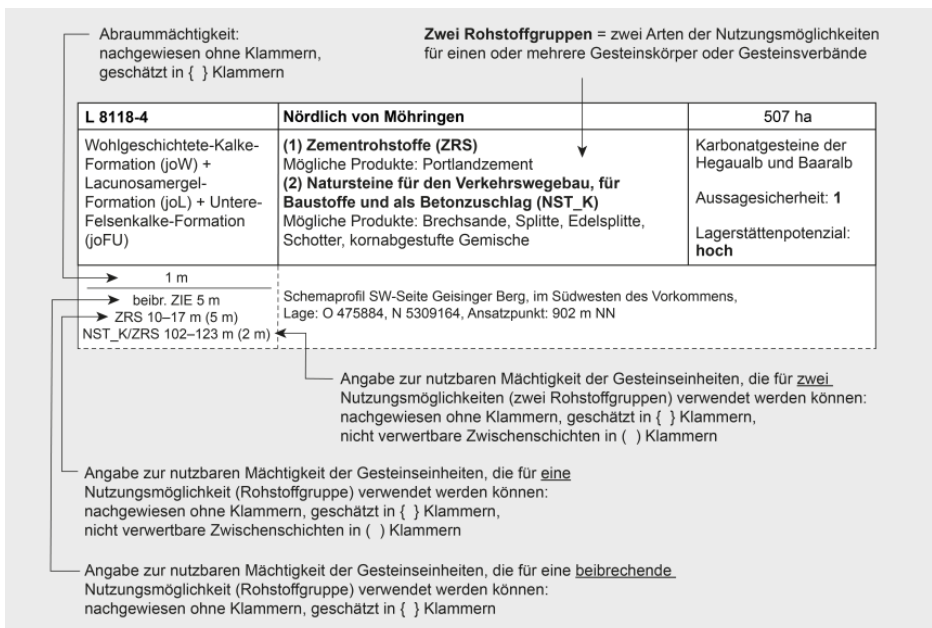 Abraummächtigkeit:
nachgewiesen ohne Klammern,
geschätzt in { } Klammern
Zwei Rohstoffgruppen = zwei Arten der Nutzungsmöglichkeiten
für einen oder mehrere Gesteinskörper oder Gesteinsverbände
L 8118-4
Nördlich von Möhringen
507 ha
Wohlgeschichtete-Kalke-
Formation (joW) +
Lacunosamergel-
Formation (joL) + Untere-
Felsenkalke-Formation
(joFU)
(1) Zementrohstoffe (ZRS)
Mögliche Produkte: Portlandzement
(2) Natursteine für den Verkehrswegebau, für
Baustoffe und als Betonzuschlag (NST_K)
Mögliche Produkte: Brechsande, Splitte, Edelsplitte,
Schotter, kornabgestufte Gemische
Karbonatgesteine der
Hegaualb und Baaralb
Aussagesicherheit: 1
Lagerstättenpotenzial:
hoch
1 m
beibr. ZIE 5 m
ZRS 10–17 m (5 m)
NST_K/ZRS 102–123 m (2 m)
Schemaprofil SW-Seite Geisinger Berg, im Südwesten des Vorkommens,
Lage: O 475884, N 5309164, Ansatzpunkt: 902 m NN
Angabe zur nutzbaren Mächtigkeit der Gesteinseinheiten, die für zwei
Nutzungsmöglichkeiten (zwei Rohstoffgruppen) verwendet werden können:
nachgewiesen ohne Klammern, geschätzt in { } Klammern,
nicht verwertbare Zwischenschichten in ( ) Klammern
Angabe zur nutzbaren Mächtigkeit der Gesteinseinheiten, die für eine
Nutzungsmöglichkeit (Rohstoffgruppe) verwendet werden können:
nachgewiesen ohne Klammern, geschätzt in { } Klammern,
nicht verwertbare Zwischenschichten in ( ) Klammern
Angabe zur nutzbaren Mächtigkeit der Gesteinseinheiten, die für eine beibrechende
Nutzungsmöglichkeit (Rohstoffgruppe) verwendet werden können:
nachgewiesen ohne Klammern, geschätzt in { } Klammern